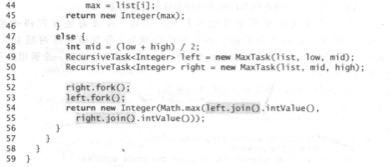 44 max = list[i];
45 return new Integer(max);
46 }
47 else {
48 int mid = (low + high) / 2;
49 RecursiveTask<Integer> left = new MaxTask(list, low, mid);
50 RecursiveTask<Integer> right = new MaxTask(list, mid, high);
51
52 right.fork();
53 left.fork();
54 return new Integer(Math.max(left.join().intValue(),
55 right.join().intValue()));
56 }
57 }
58 }
59 }